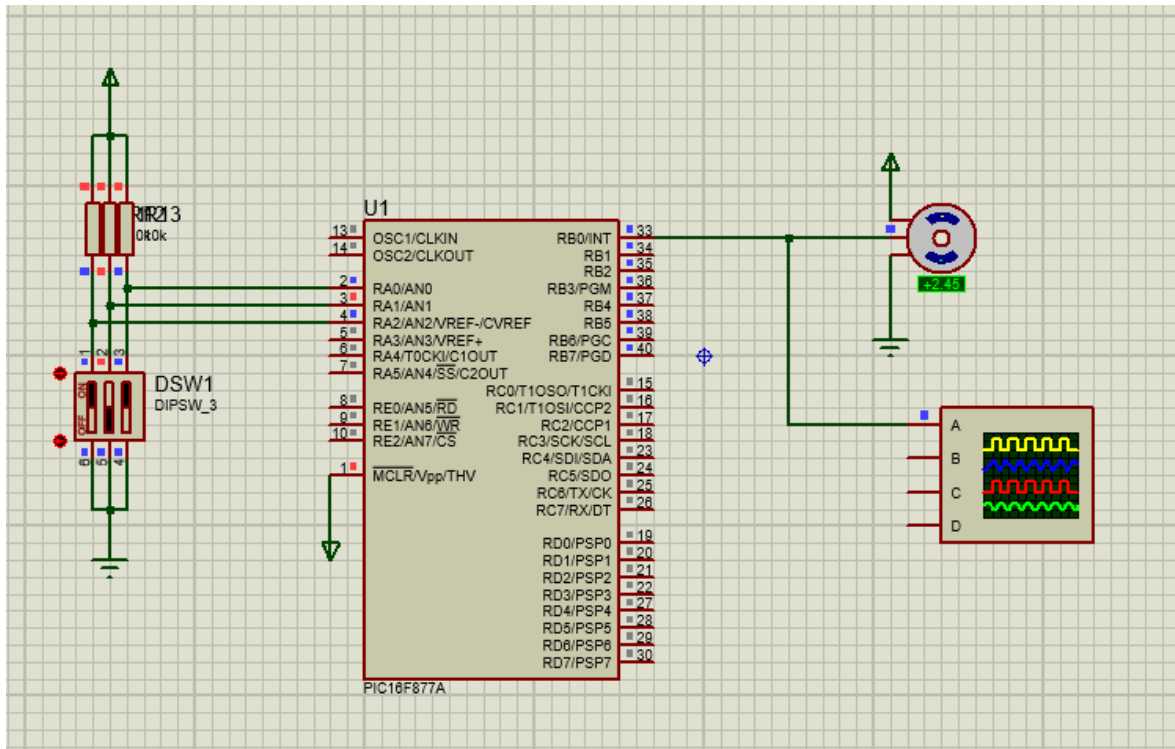 U1
13 OSC1/CLKIN RB0/INT 33
14 OSC2/CLKOUT RB1 34
RB2 35
2 RA0/AN0 RB3/PGM 36
3 RA1/AN1 RB4 37
4 RA2/AN2/VREF-/CVREF RB5 38
5 RA3/AN3/VREF+ RB6/PGC 39
6 RA4/T0CKI/C1OUT RB7/PGD 40
7 RA5/AN4/SS/C2OUT
RC0/T1OSO/T1CKI 15
8 RE0/AN5/RD RC1/T1OSI/CCP2 16
9 RE1/AN6/WR RC2/CCP1 17
10 RE2/AN7/CS RC3/SCK/SCL 18
RC4/SDI/SDA 23
1 MCLR/Vpp/THV RC5/SDO 24
RC6/TX/CK 25
RC7/RX/DT 26
RD0/PSP0 19
RD1/PSP1 20
RD2/PSP2 21
RD3/PSP3 22
RD4/PSP4 27
RD5/PSP5 28
RD6/PSP6 29
RD7/PSP7 30
PIC16F877A
1 2 3
ON
OFF
6 5 4
DSW1
DIPSW_3
+2.45
A
B
C
D